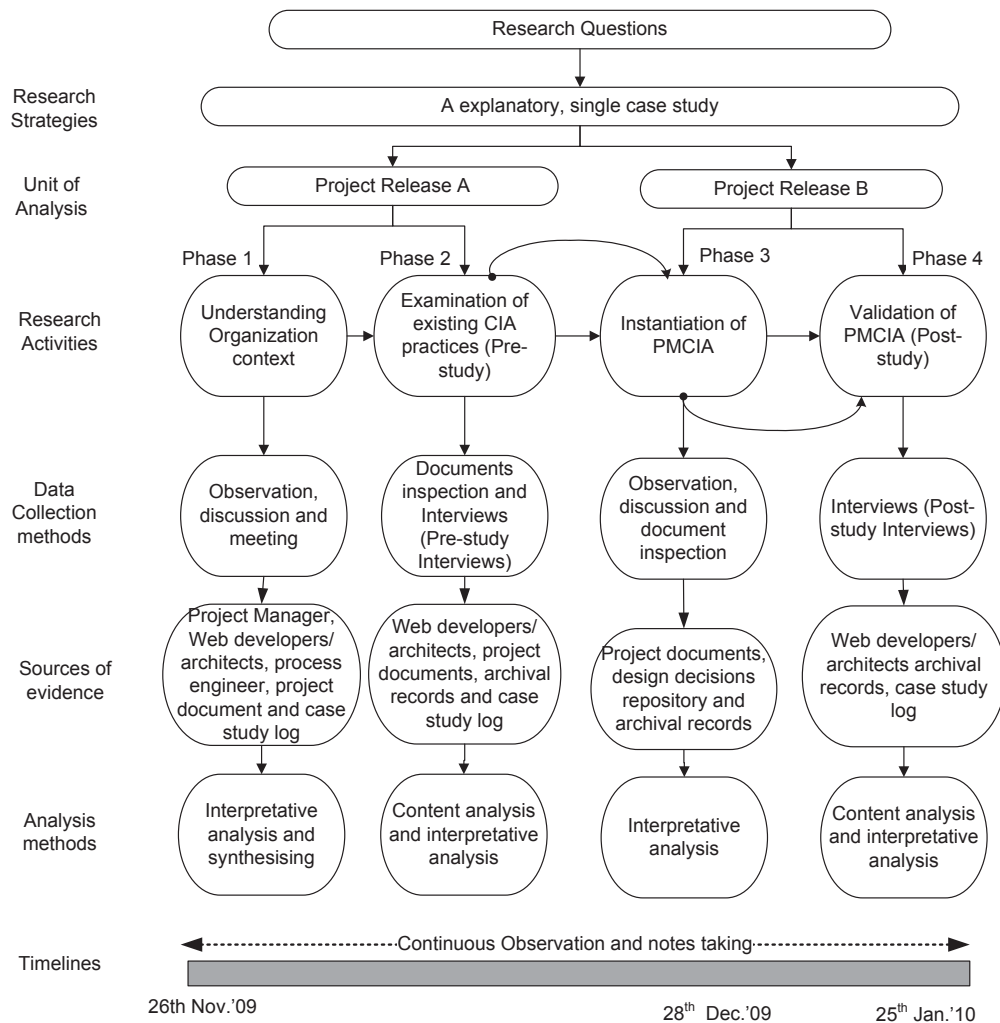 Research Questions
Research
Strategies
A explanatory, single case study
Unit of
Analysis
Project Release A
Project Release B
Phase 1
Phase 2
Phase 3
Phase 4
Research
Activities
Understanding
Organization
context
Examination of
existing CIA
practices (Pre-
study)
Instantiation of
PMCIA
Validation of
PMCIA (Post-
study)
Data
Collection
methods
Observation,
discussion and
meeting
Documents
inspection and
Interviews
(Pre-study
Interviews)
Observation,
discussion and
document
inspection
Interviews (Post-
study Interviews)
Sources of
evidence
Project Manager,
Web developers/
architects, process
engineer, project
document and case
study log
Web developers/
architects, project
documents, archival
records and case
study log
Project documents,
design decisions
repository and
archival records
Web developers/
architects archival
records, case study
log
Analysis
methods
Interpretative
analysis and
synthesising
Content analysis
and interpretative
analysis
Interpretative
analysis
Content analysis
and interpretative
analysis
Timelines
Continuous Observation and notes taking
26th Nov.'09
28th Dec.'09
25th Jan.'10